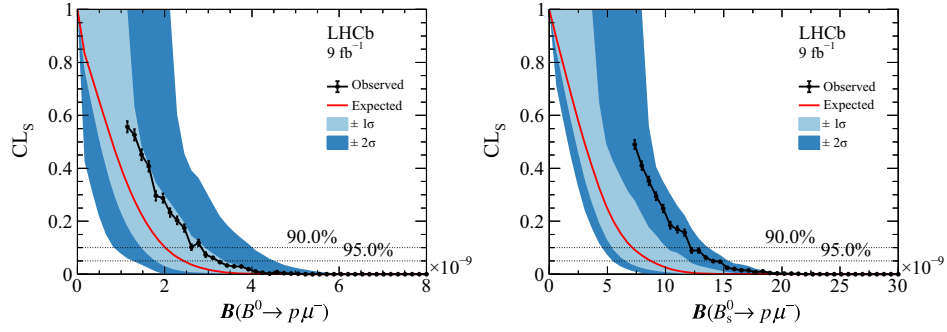 LHCb
9 fb⁻¹
Observed
Expected
± 1σ
± 2σ
90.0%
95.0%
CLS
1
0.8
0.6
0.4
0.2
0
0 2 4 6 8
×10⁻⁹
B(B⁰→ pμ⁻)
LHCb
9 fb⁻¹
Observed
Expected
± 1σ
± 2σ
90.0%
95.0%
CLS
1
0.8
0.6
0.4
0.2
0
0 5 10 15 20 25 30
×10⁻⁹
B(B⁰s→ pμ⁻)